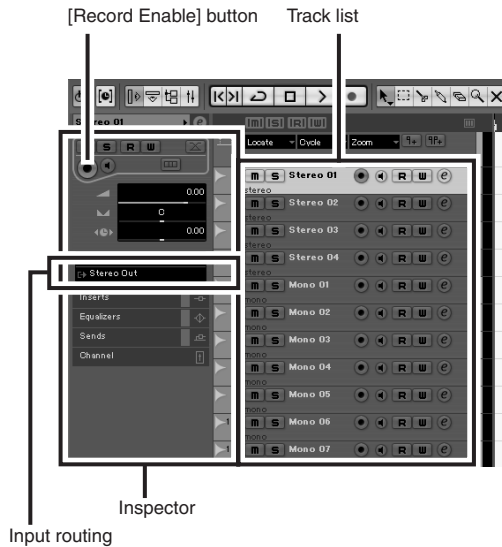 [Record Enable] button
Track list
Stereo 01
e
m S R W
Locate Cycle Zoom
S R W
0.00
C
0.00
Stereo Out
Inserts
Equalizers
Sends
Channel
m S Stereo 01 R W e
stereo
m S Stereo 02 R W e
stereo
m S Stereo 03 R W e
stereo
m S Stereo 04 R W e
stereo
m S Mono 01 R W e
mono
m S Mono 02 R W e
mono
m S Mono 03 R W e
mono
m S Mono 04 R W e
mono
m S Mono 05 R W e
mono
1 m S Mono 06 R W e
mono
1 m S Mono 07 R W e
Inspector
Input routing